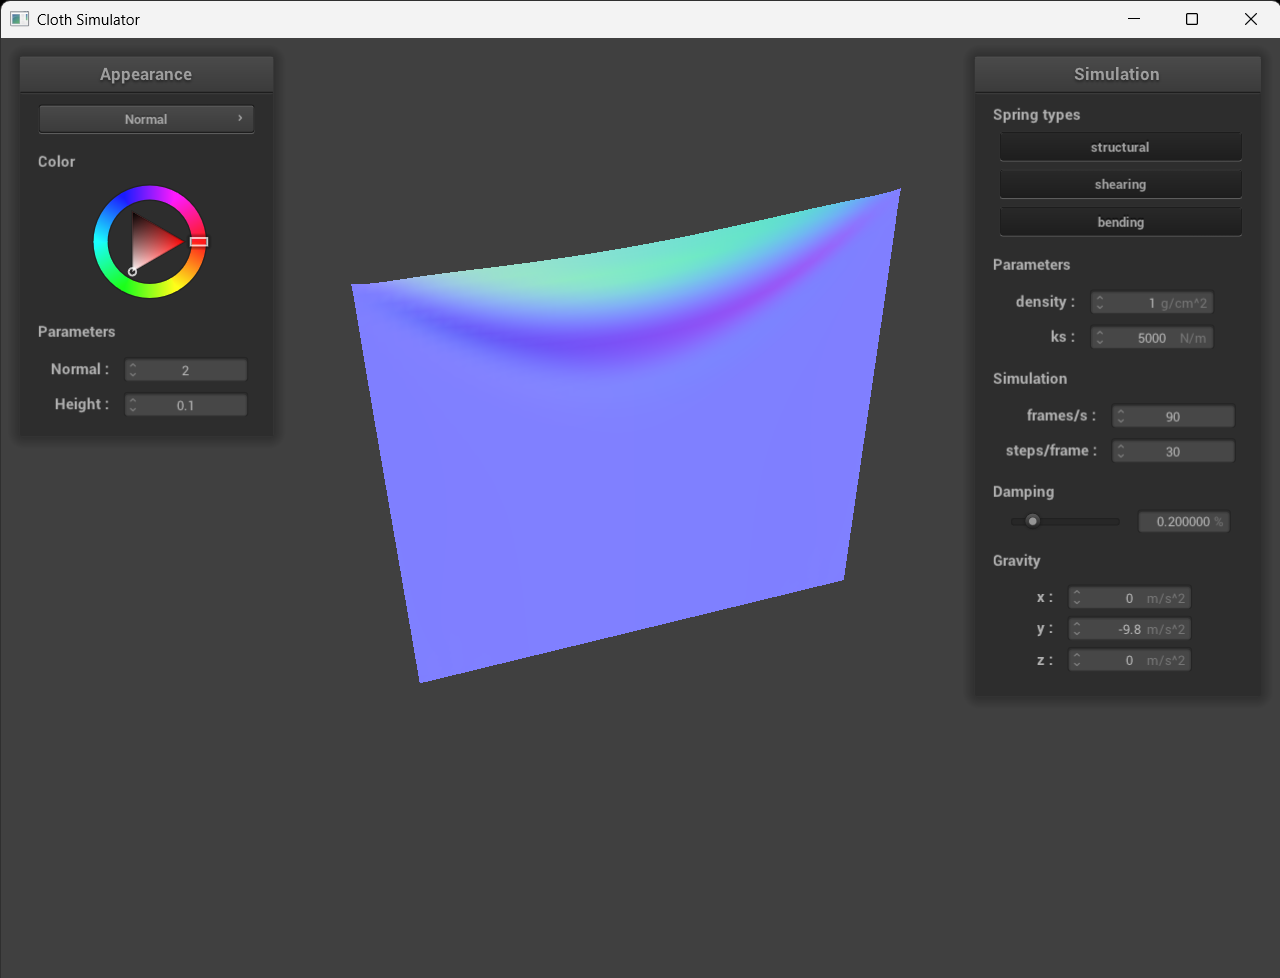 Cloth Simulator
Appearance
Normal
Color
Parameters
Normal : 2
Height : 0.1
Simulation
Spring types
structural
shearing
bending
Parameters
density : 1 g/cm^2
ks : 5000 N/m
Simulation
frames/s : 90
steps/frame : 30
Damping
0.200000 %
Gravity
x : 0 m/s^2
y : -9.8 m/s^2
z : 0 m/s^2